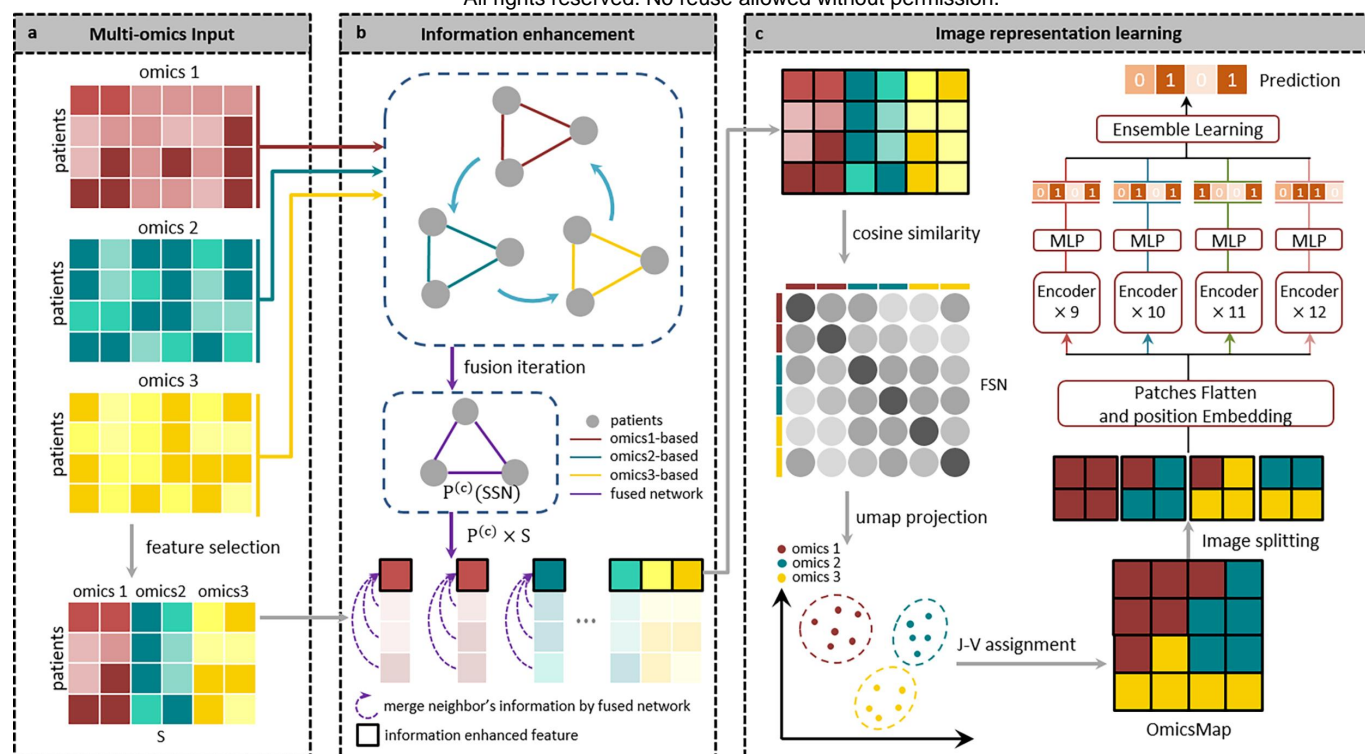 All rights reserved. No reuse allowed without permission.
a
Multi-omics Input
omics 1
patients
omics 2
patients
omics 3
patients
feature selection
omics 1 omics2 omics3
patients
S
b
Information enhancement
fusion iteration
patients
omics1-based
omics2-based
omics3-based
fused network
P(c)(SSN)
P(c) × S
...
merge neighbor's information by fused network
information enhanced feature
c
Image representation learning
cosine similarity
FSN
umap projection
omics 1
omics 2
omics 3
J-V assignment
OmicsMap
Image splitting
Patches Flatten
and position Embedding
Encoder × 9
Encoder × 10
Encoder × 11
Encoder × 12
MLP MLP MLP MLP
0 1 0 1
0 1 0 1
1 0 0 1
0 1 1 0
Ensemble Learning
0 1 0 1
Prediction